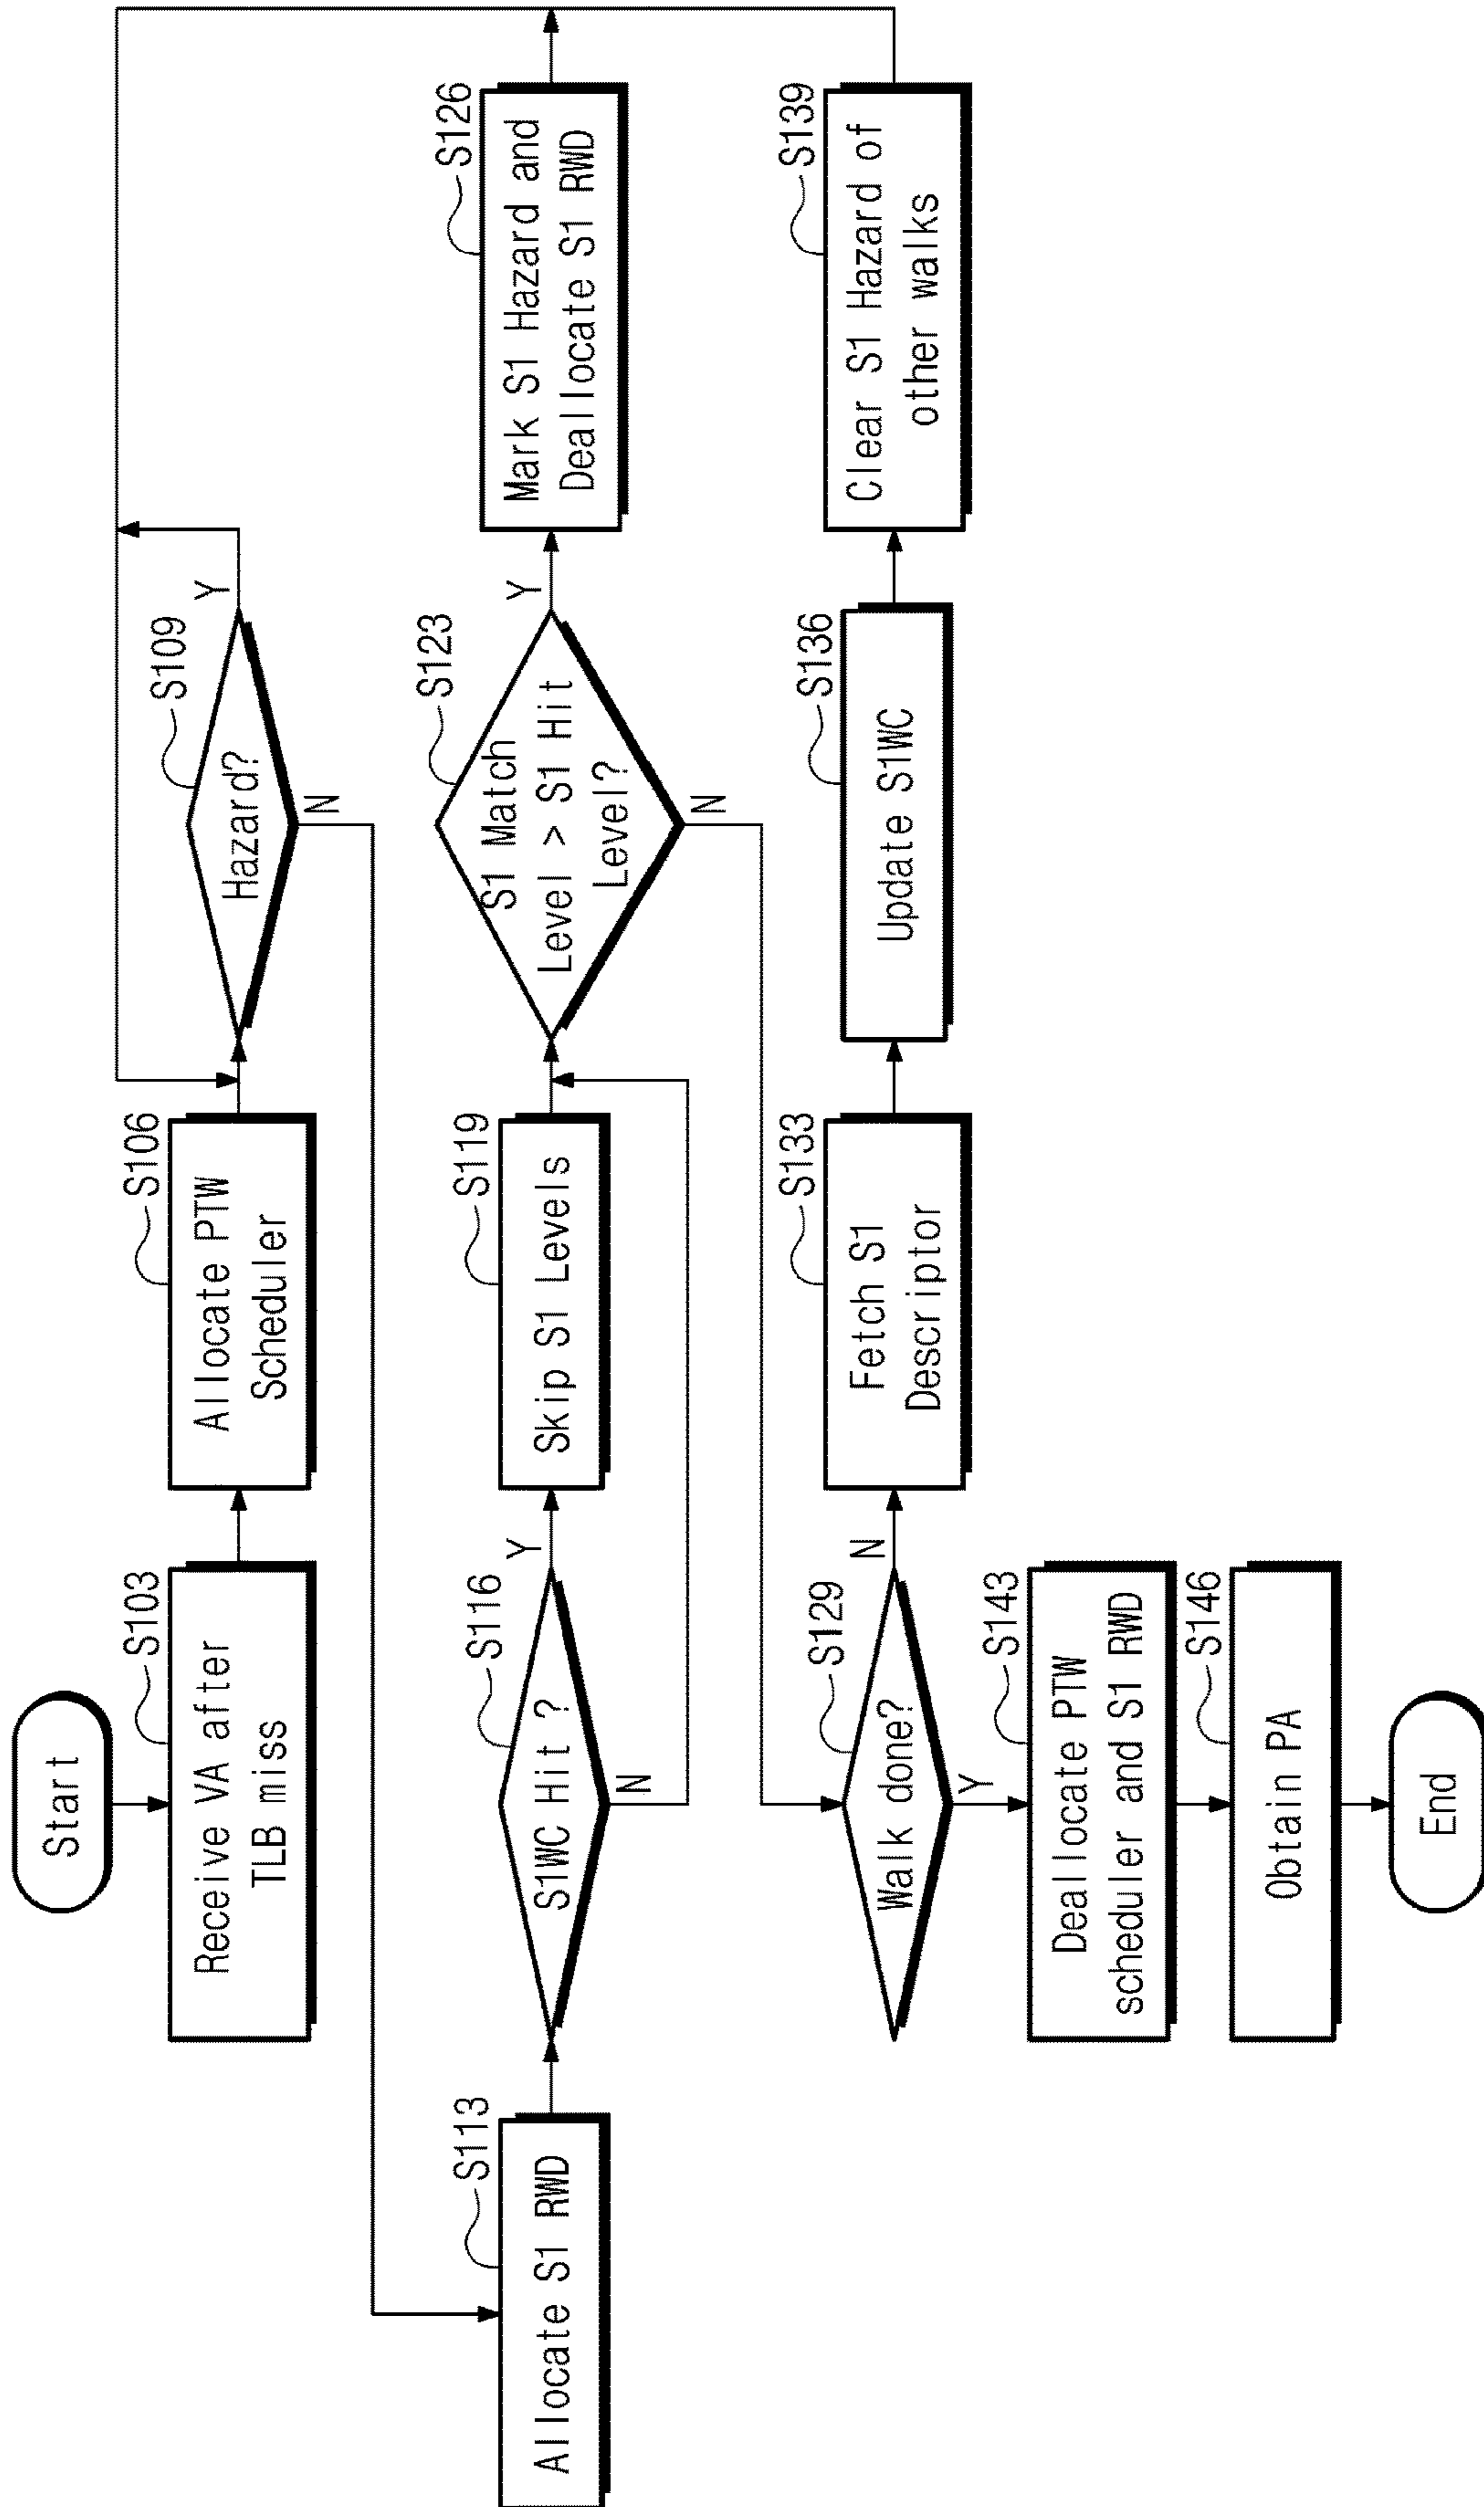 Start
S103
Receive VA after
TLB miss
S106
Allocate PTW
Scheduler
S109
Hazard?
Y
N
S113
Allocate S1 RWD
S116
S1WC Hit ?
Y
N
S119
Skip S1 Levels
S123
S1 Match
Level > S1 Hit
Level?
Y
N
S126
Mark S1 Hazard and
Deallocate S1 RWD
S129
Walk done?
N
Y
S133
Fetch S1
Descriptor
S136
Update S1WC
S139
Clear S1 Hazard of
other walks
S143
Deallocate PTW
scheduler and S1 RWD
S146
Obtain PA
End